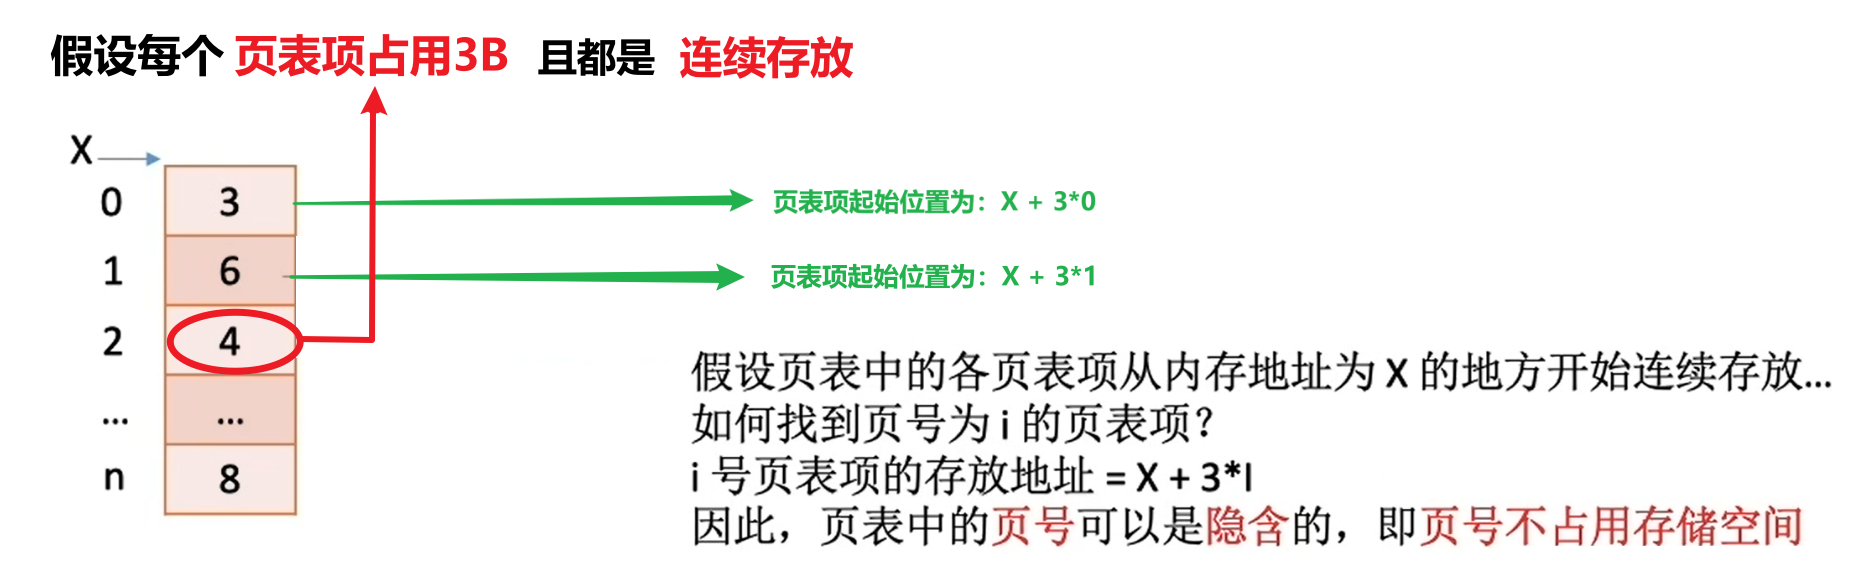 假设每个 页表项占用3B 且都是 连续存放
X
0 3 页表项起始位置为：X + 3*0
1 6 页表项起始位置为：X + 3*1
2 4
... ...
n 8
假设页表中的各页表项从内存地址为 X 的地方开始连续存放...
如何找到页号为 i 的页表项？
i 号页表项的存放地址 = X + 3*I
因此，页表中的页号可以是隐含的，即页号不占用存储空间